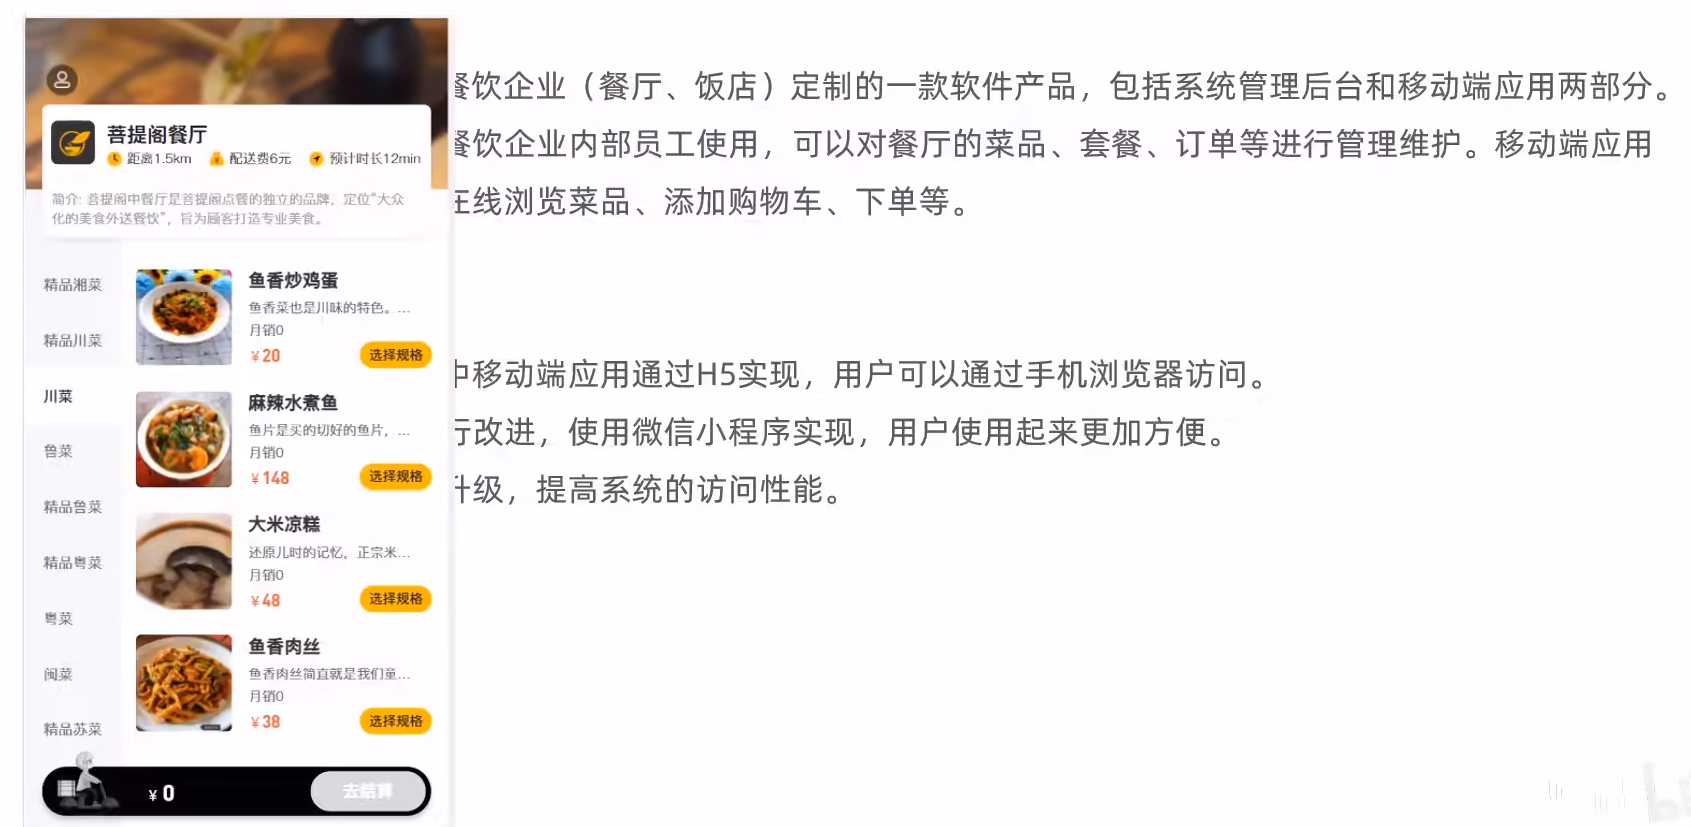 菩提阁餐厅
距离1.5km 配送费6元 预计时长12min
简介: 菩提阁中餐厅是菩提阁点餐的独立的品牌，定位“大众
化的美食外送餐饮”，旨为顾客打造专业美食。
精品湘菜
精品川菜
川菜
鲁菜
精品鲁菜
精品粤菜
粤菜
闽菜
精品苏菜
鱼香炒鸡蛋
鱼香菜也是川味的特色。...
月销0
¥20 选择规格
麻辣水煮鱼
鱼片是买的切好的鱼片，...
月销0
¥148 选择规格
大米凉糕
还原儿时的记忆，正宗米...
月销0
¥48 选择规格
鱼香肉丝
鱼香肉丝简直就是我们童...
月销0
¥38 选择规格
¥0 去结算
餐饮企业（餐厅、饭店）定制的一款软件产品，包括系统管理后台和移动端应用两部分。
餐饮企业内部员工使用，可以对餐厅的菜品、套餐、订单等进行管理维护。移动端应用
在线浏览菜品、添加购物车、下单等。
中移动端应用通过H5实现，用户可以通过手机浏览器访问。
行改进，使用微信小程序实现，用户使用起来更加方便。
升级，提高系统的访问性能。